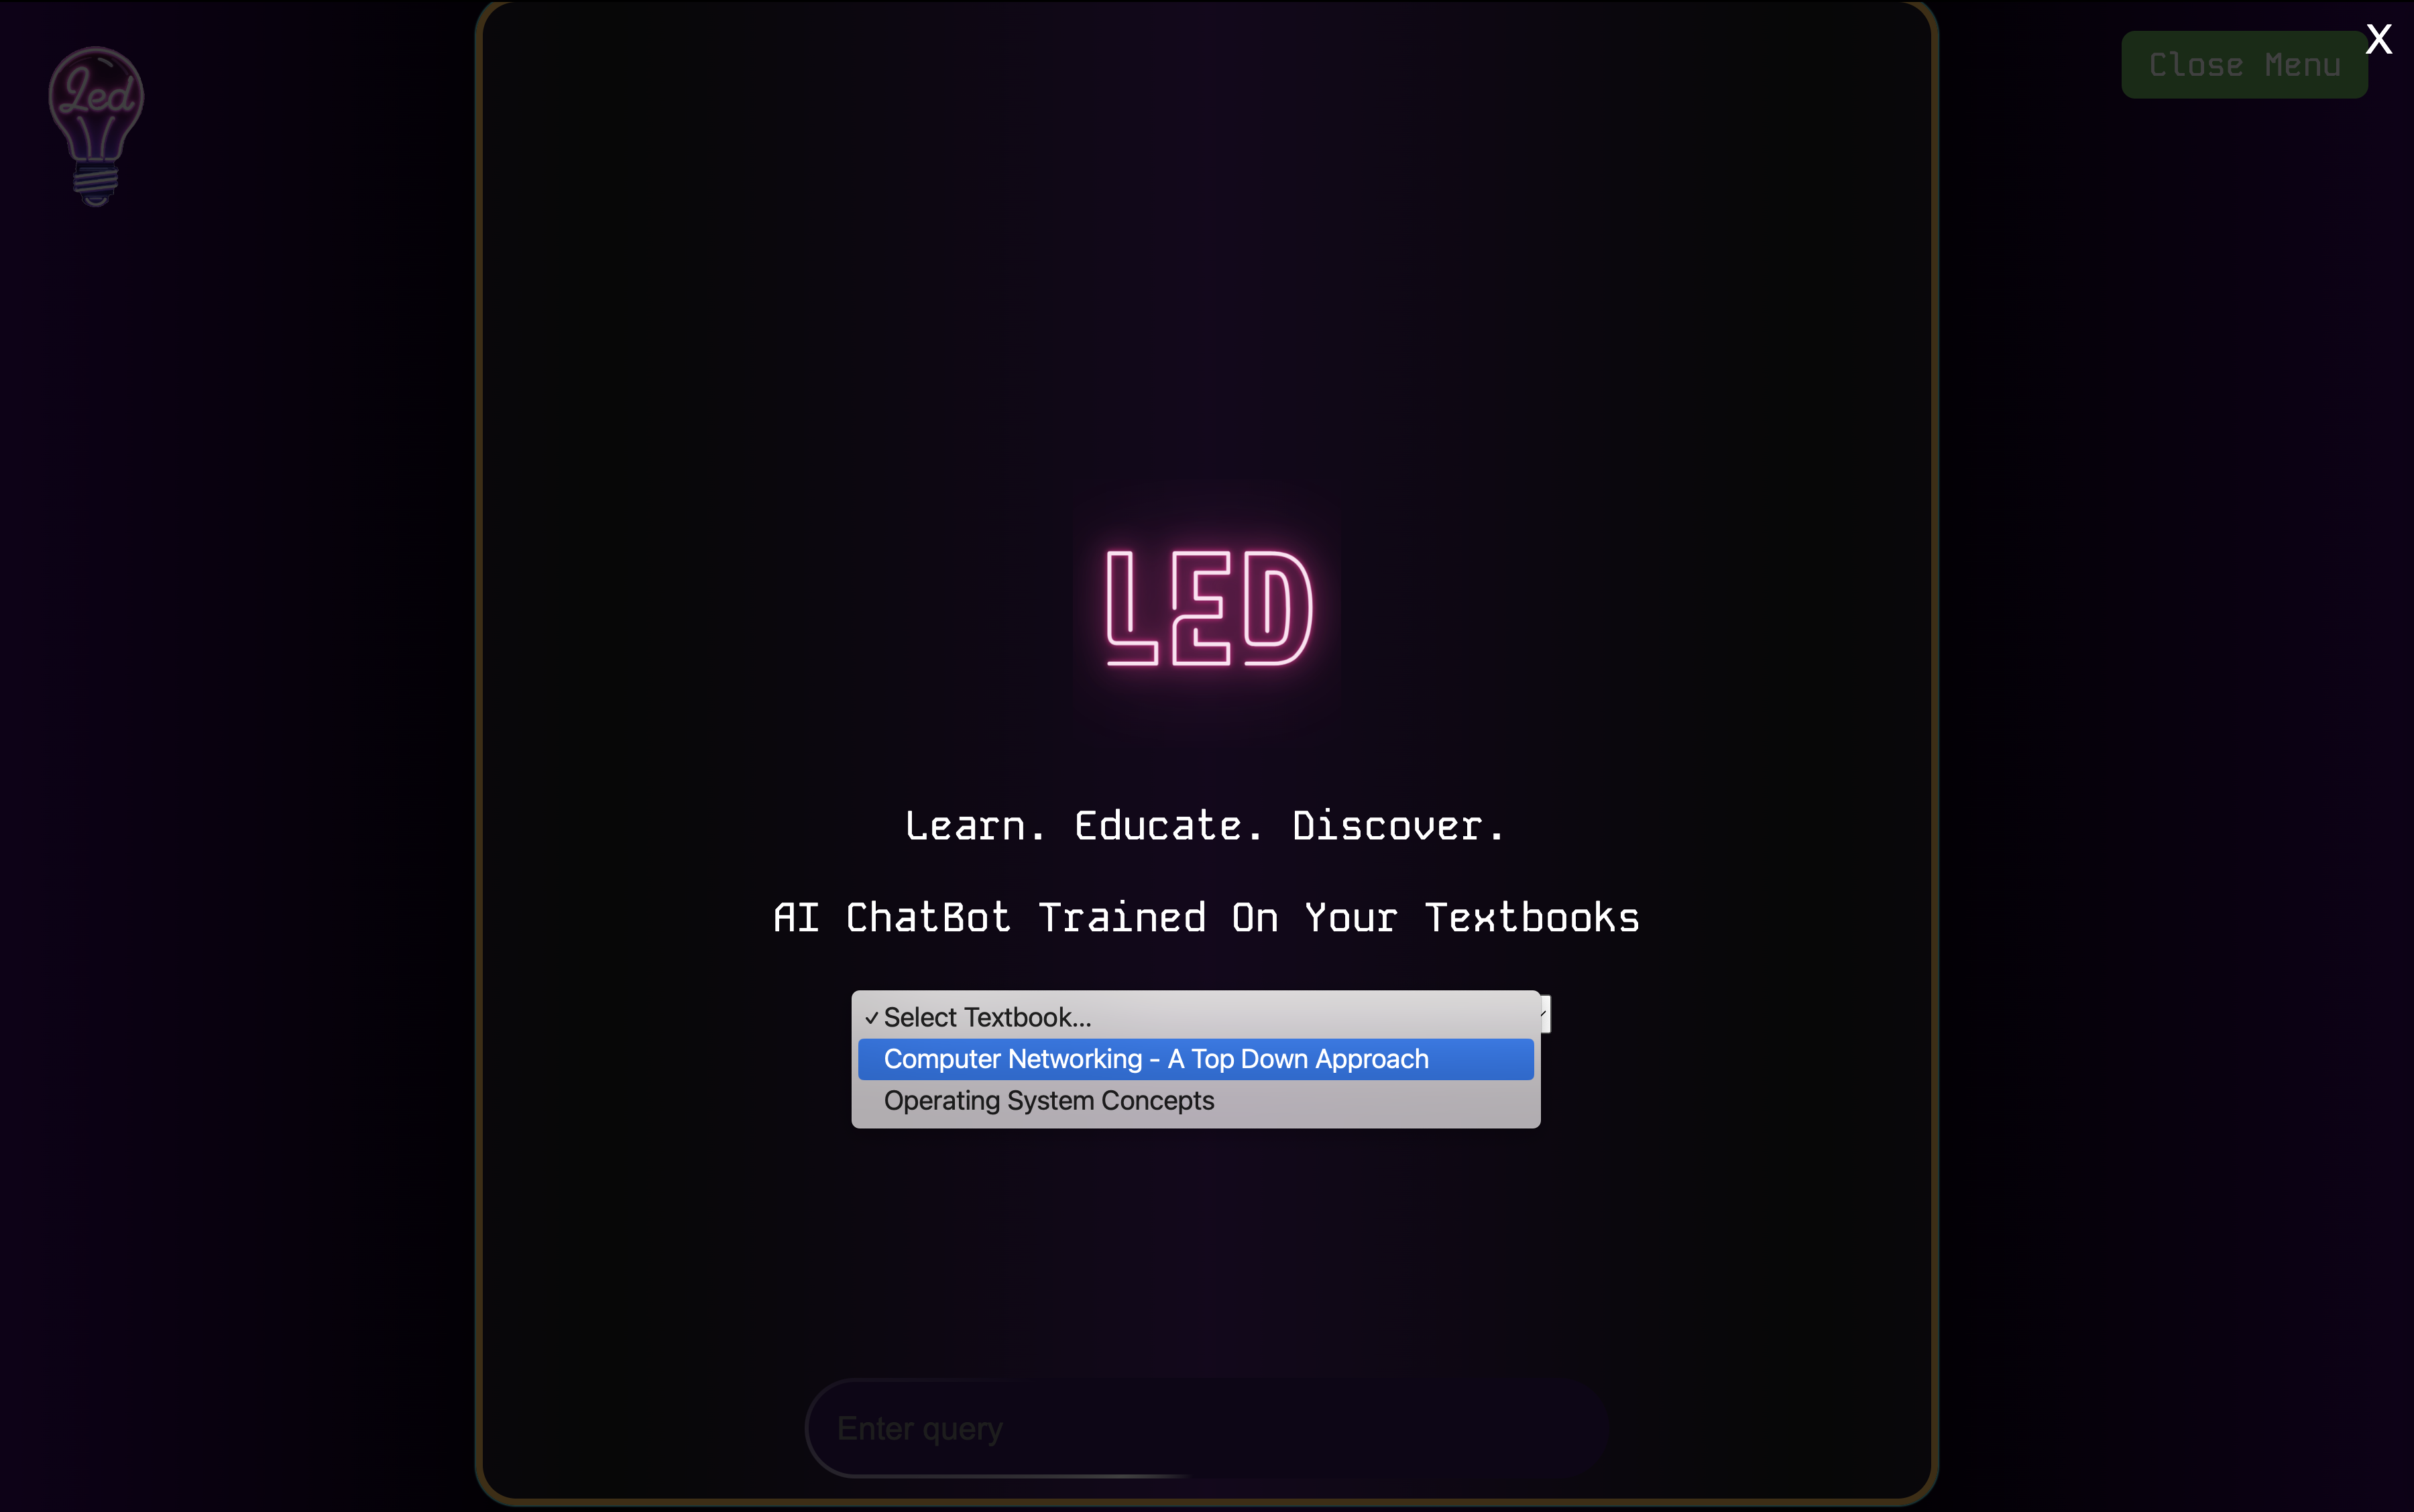 Led
Close Menu
X
LED
Learn. Educate. Discover.
AI ChatBot Trained On Your Textbooks
✓ Select Textbook...
Computer Networking - A Top Down Approach
Operating System Concepts
Enter query